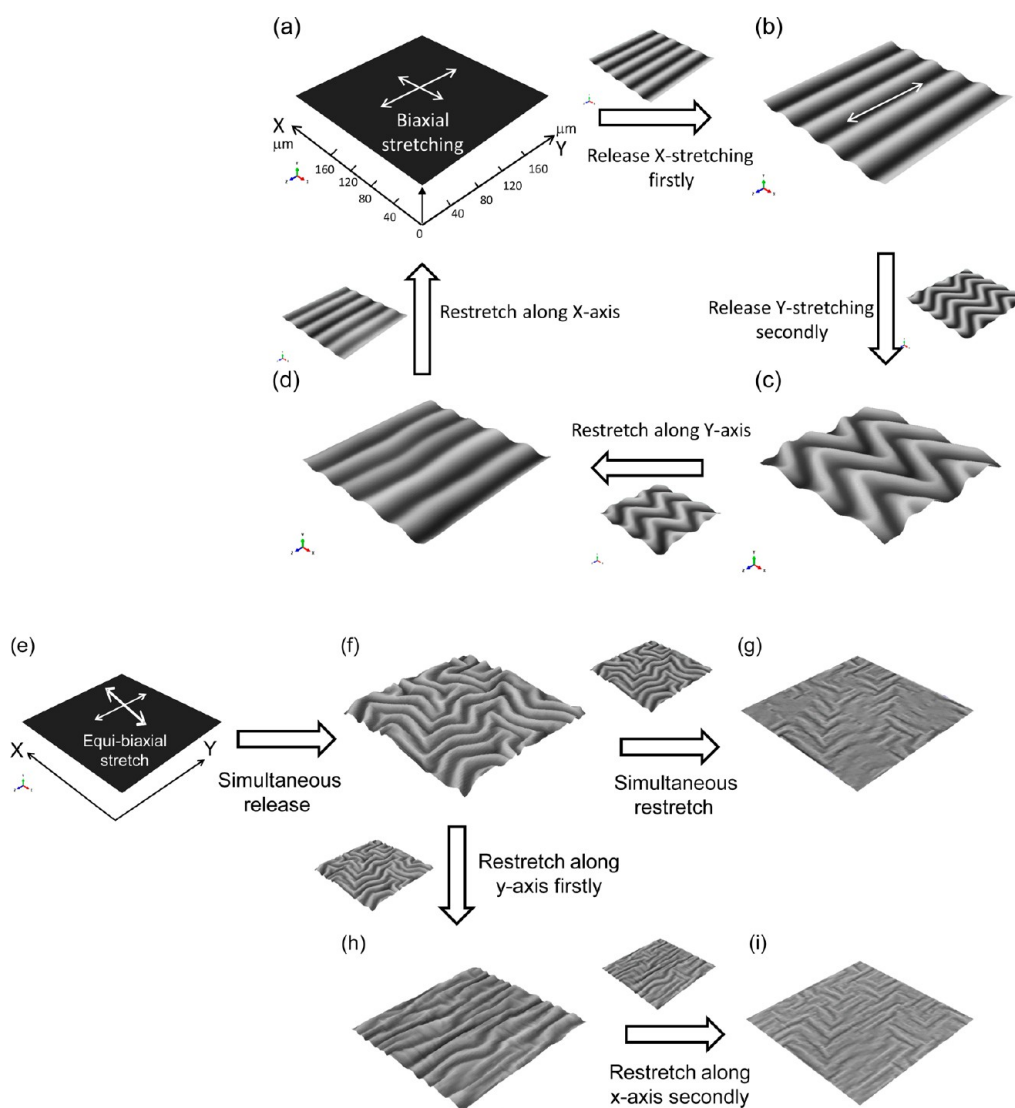 (a)
Biaxial
stretching
X
μm
160
120
80
40
0
40
80
120
160
μm
Y
Release X-stretching
firstly
(b)
Restretch along X-axis
Release Y-stretching
secondly
(d)
Restretch along Y-axis
(c)
(e)
Equi-biaxial
stretch
X
Y
Simultaneous
release
(f)
Simultaneous
restretch
(g)
Restretch along
y-axis firstly
(h)
Restretch along
x-axis secondly
(i)